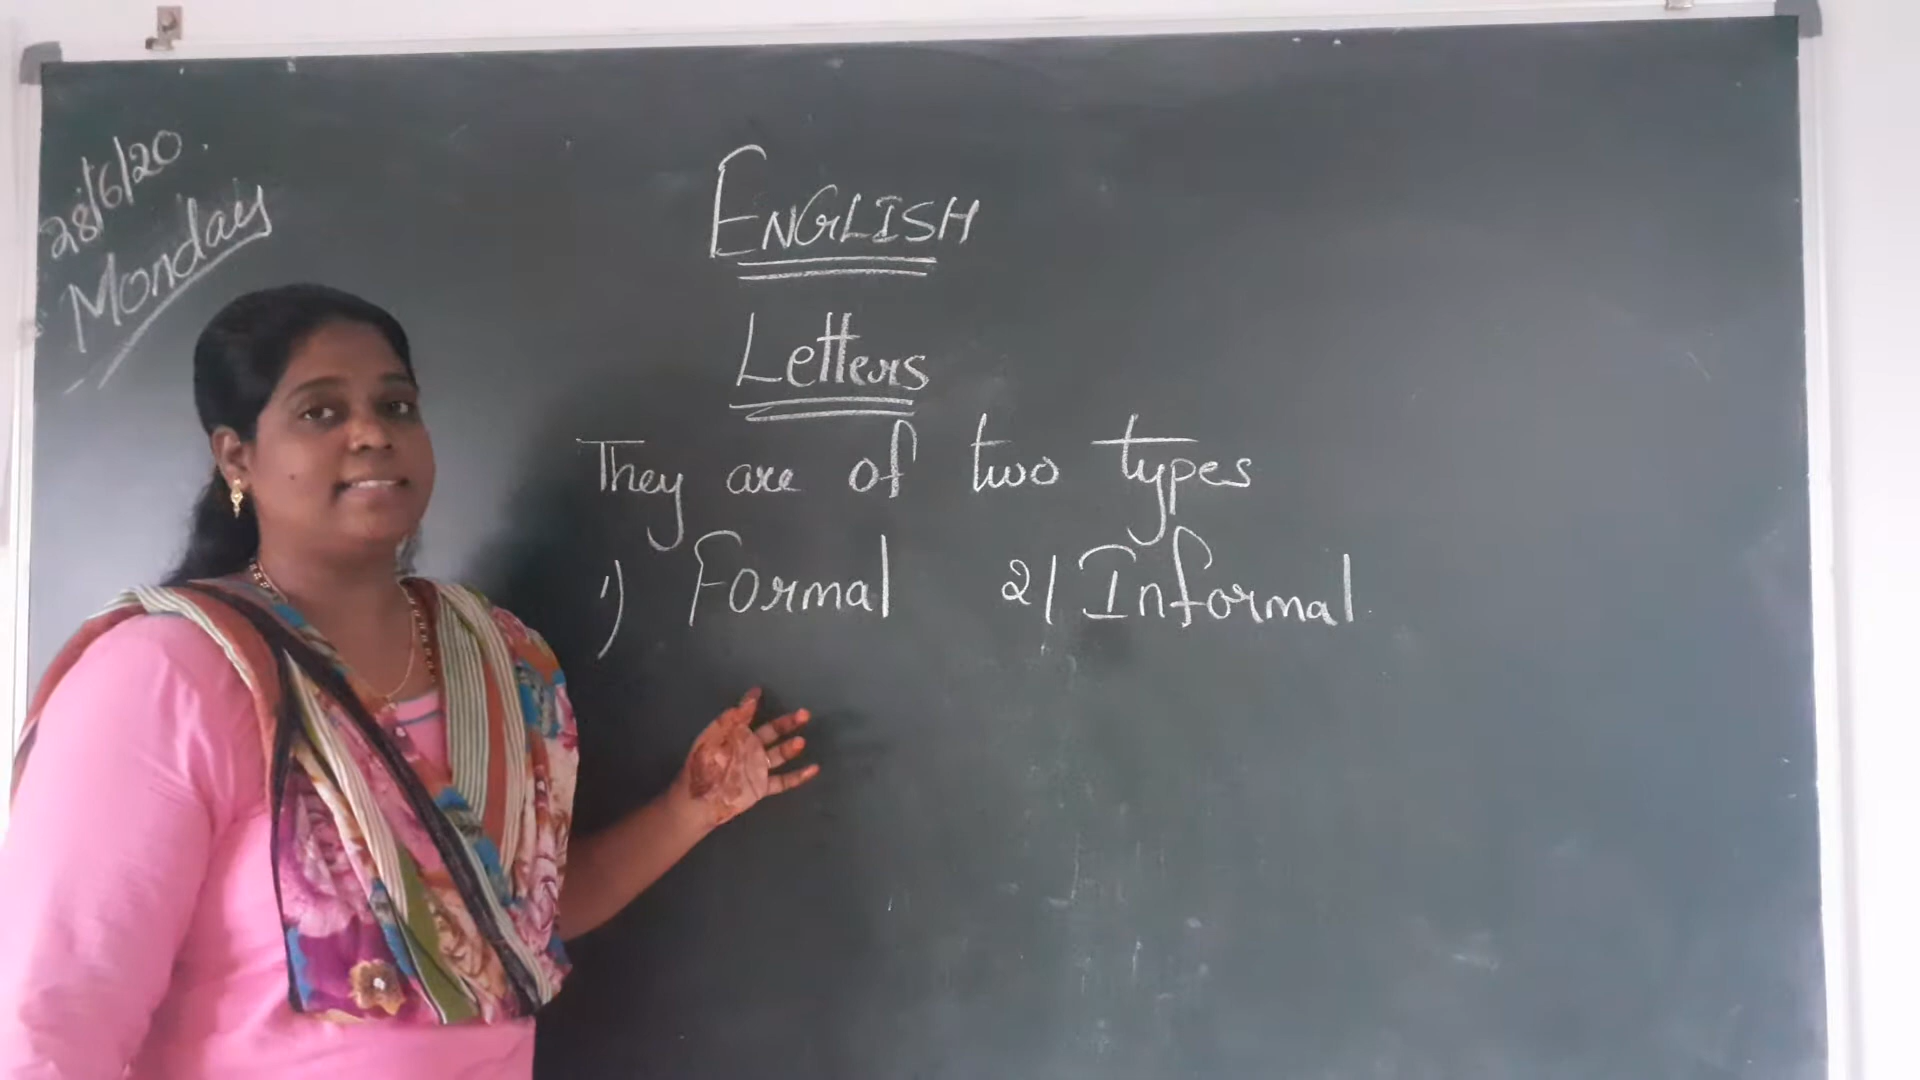 28/6/20.
Monday
ENGLISH
Letters
They are of two types
1) Formal 2) Informal